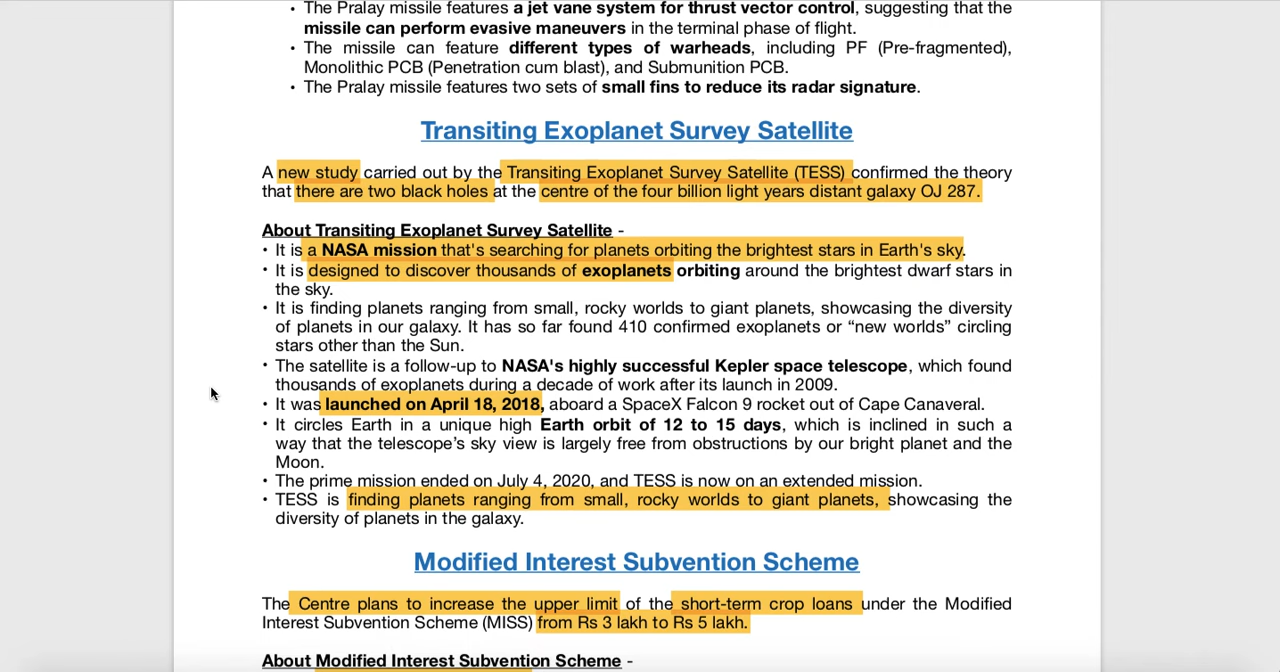 • The Pralay missile features a jet vane system for thrust vector control, suggesting that the
missile can perform evasive maneuvers in the terminal phase of flight.
• The missile can feature different types of warheads, including PF (Pre-fragmented),
Monolithic PCB (Penetration cum blast), and Submunition PCB.
• The Pralay missile features two sets of small fins to reduce its radar signature.
Transiting Exoplanet Survey Satellite
A new study carried out by the Transiting Exoplanet Survey Satellite (TESS) confirmed the theory
that there are two black holes at the centre of the four billion light years distant galaxy OJ 287.
About Transiting Exoplanet Survey Satellite -
• It is a NASA mission that's searching for planets orbiting the brightest stars in Earth's sky.
• It is designed to discover thousands of exoplanets orbiting around the brightest dwarf stars in
the sky.
• It is finding planets ranging from small, rocky worlds to giant planets, showcasing the diversity
of planets in our galaxy. It has so far found 410 confirmed exoplanets or “new worlds” circling
stars other than the Sun.
• The satellite is a follow-up to NASA's highly successful Kepler space telescope, which found
thousands of exoplanets during a decade of work after its launch in 2009.
• It was launched on April 18, 2018, aboard a SpaceX Falcon 9 rocket out of Cape Canaveral.
• It circles Earth in a unique high Earth orbit of 12 to 15 days, which is inclined in such a
way that the telescope’s sky view is largely free from obstructions by our bright planet and the
Moon.
• The prime mission ended on July 4, 2020, and TESS is now on an extended mission.
• TESS is finding planets ranging from small, rocky worlds to giant planets, showcasing the
diversity of planets in the galaxy.
Modified Interest Subvention Scheme
The Centre plans to increase the upper limit of the short-term crop loans under the Modified
Interest Subvention Scheme (MISS) from Rs 3 lakh to Rs 5 lakh.
About Modified Interest Subvention Scheme -